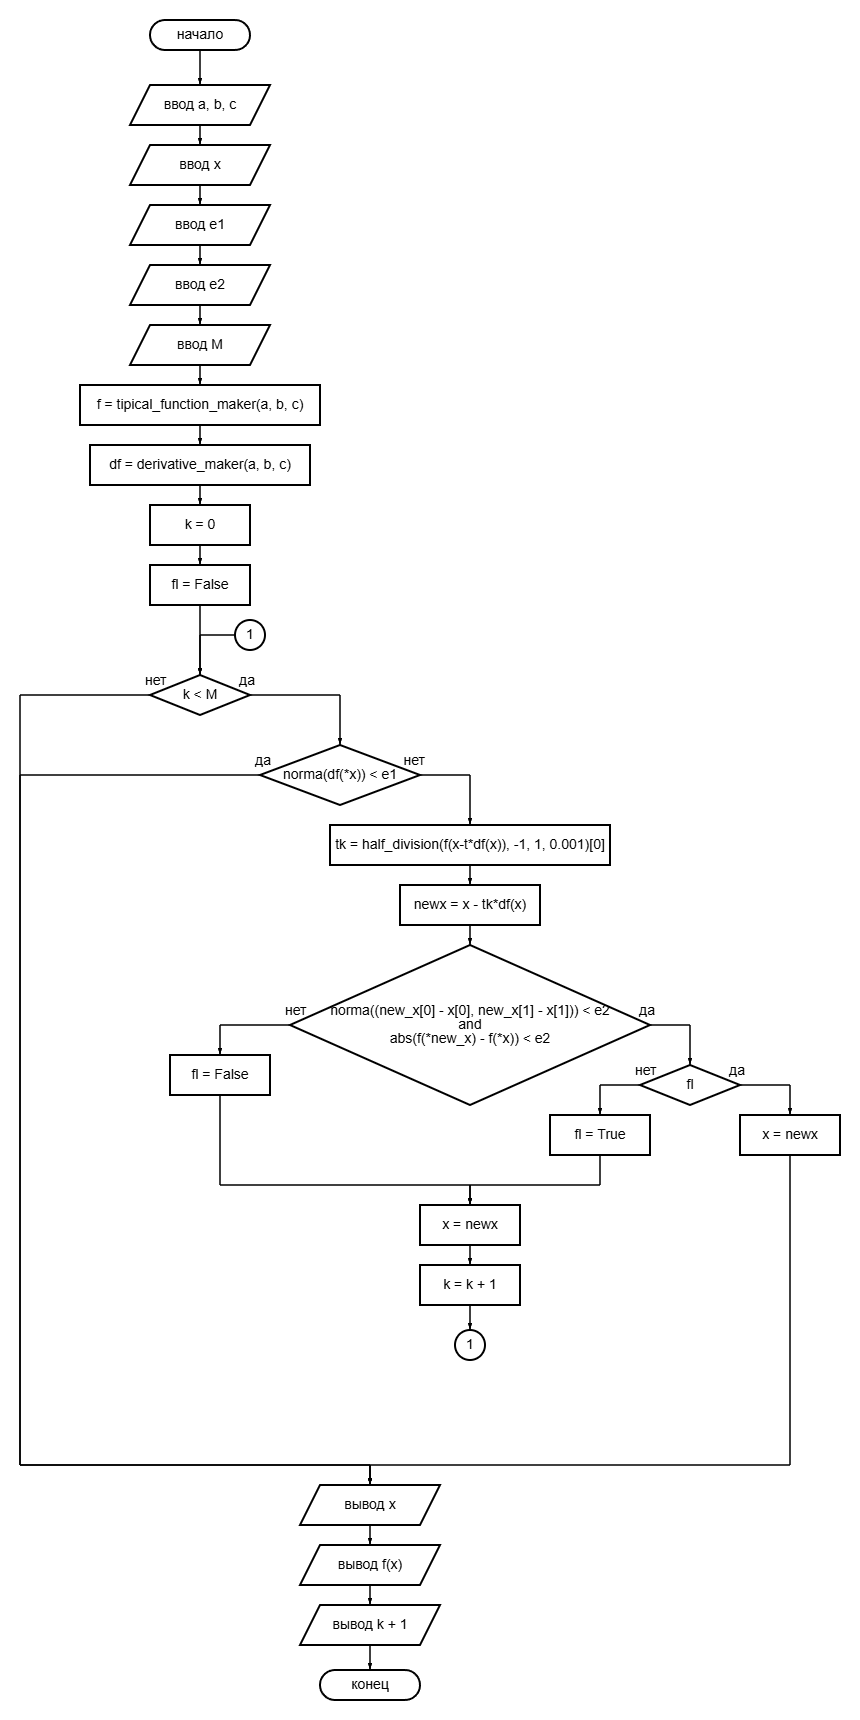 начало
ввод a, b, c
ввод x
ввод e1
ввод e2
ввод M
f = tipical_function_maker(a, b, c)
df = derivative_maker(a, b, c)
k = 0
fl = False
1
нет
да
k < M
да
нет
norma(df(*x)) < e1
tk = half_division(f(x-t*df(x)), -1, 1, 0.001)[0]
newx = x - tk*df(x)
нет
да
norma((new_x[0] - x[0], new_x[1] - x[1])) < e2
and
abs(f(*new_x) - f(*x)) < e2
fl = False
нет
да
fl
fl = True
x = newx
x = newx
k = k + 1
1
вывод x
вывод f(x)
вывод k + 1
конец